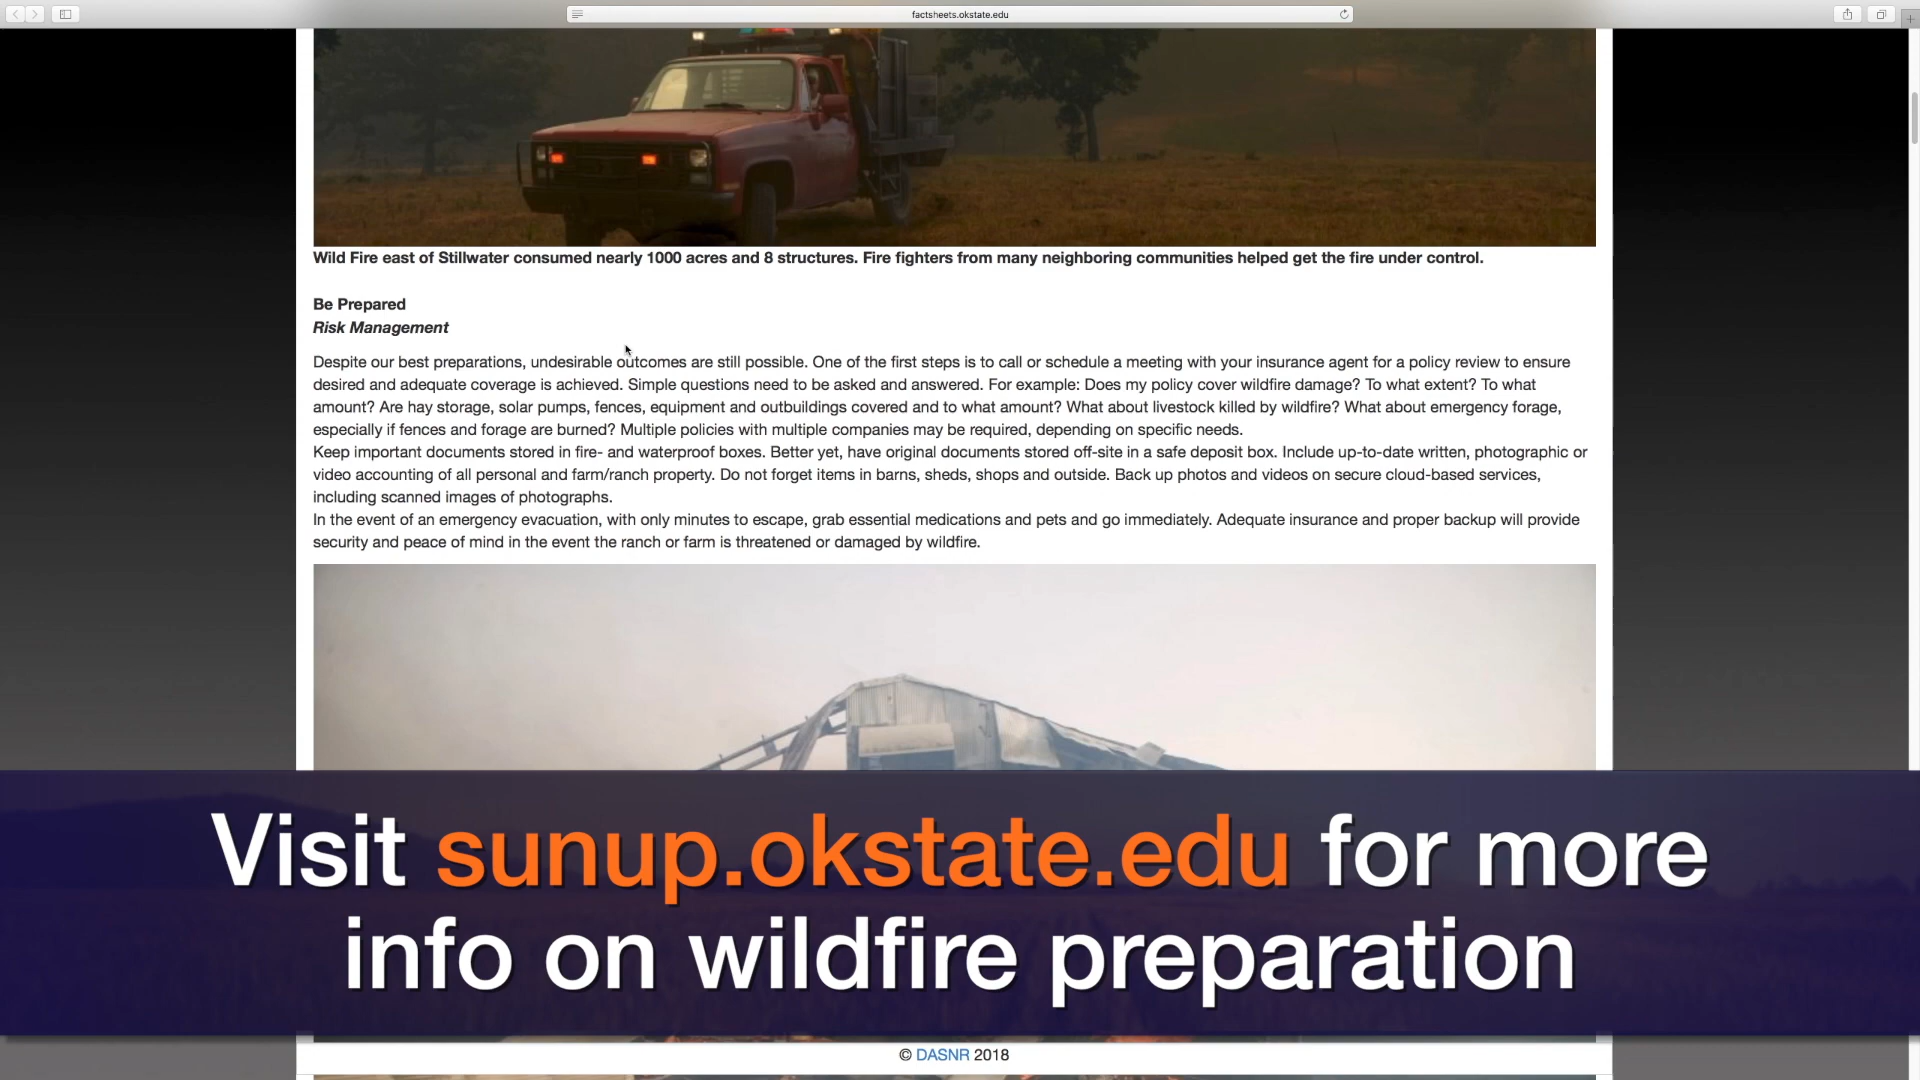 factsheets.okstate.edu
Wild Fire east of Stillwater consumed nearly 1000 acres and 8 structures. Fire fighters from many neighboring communities helped get the fire under control.
Be Prepared
Risk Management
Despite our best preparations, undesirable outcomes are still possible. One of the first steps is to call or schedule a meeting with your insurance agent for a policy review to ensure
desired and adequate coverage is achieved. Simple questions need to be asked and answered. For example: Does my policy cover wildfire damage? To what extent? To what
amount? Are hay storage, solar pumps, fences, equipment and outbuildings covered and to what amount? What about livestock killed by wildfire? What about emergency forage,
especially if fences and forage are burned? Multiple policies with multiple companies may be required, depending on specific needs.
Keep important documents stored in fire- and waterproof boxes. Better yet, have original documents stored off-site in a safe deposit box. Include up-to-date written, photographic or
video accounting of all personal and farm/ranch property. Do not forget items in barns, sheds, shops and outside. Back up photos and videos on secure cloud-based services,
including scanned images of photographs.
In the event of an emergency evacuation, with only minutes to escape, grab essential medications and pets and go immediately. Adequate insurance and proper backup will provide
security and peace of mind in the event the ranch or farm is threatened or damaged by wildfire.
Visit sunup.okstate.edu for more
info on wildfire preparation
© DASNR 2018